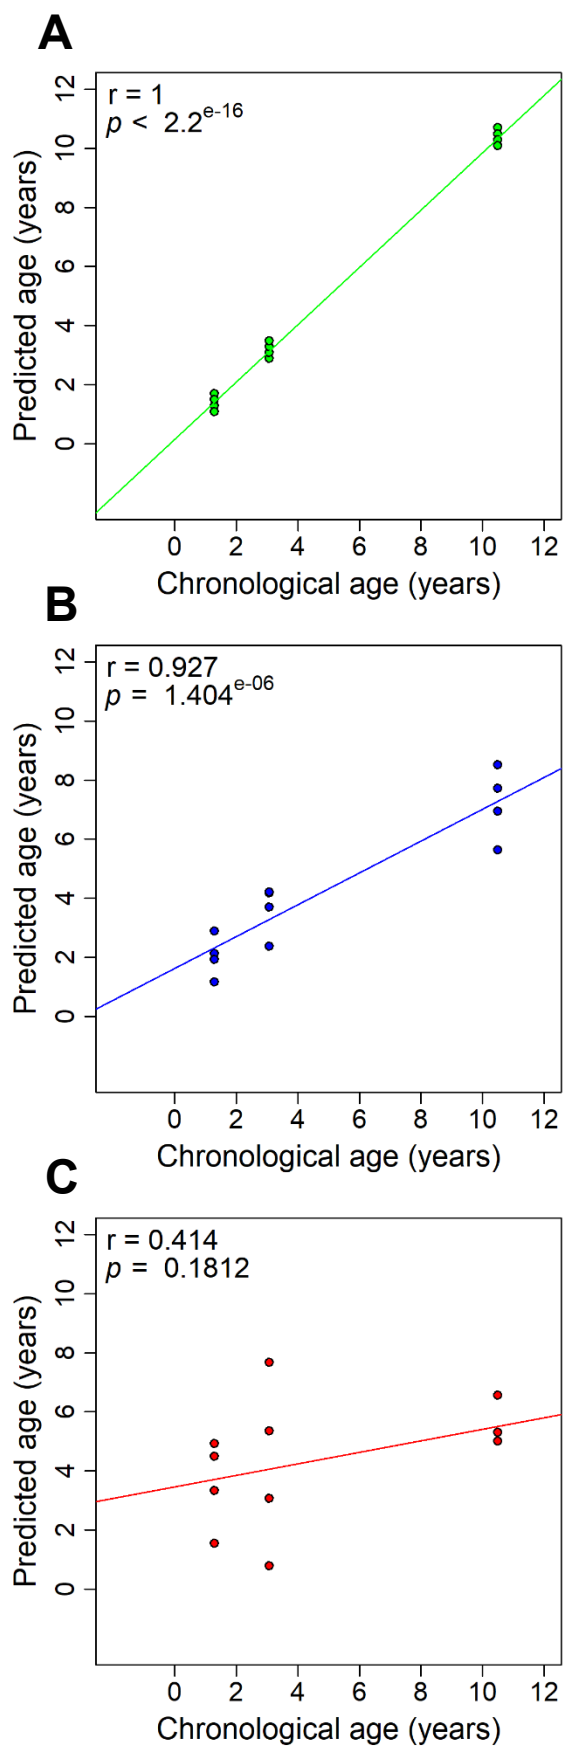 A
r = 1
p < 2.2e-16
12
10
8
6
4
2
0
Predicted age (years)
0 2 4 6 8 10 12
Chronological age (years)
B
r = 0.927
p = 1.404e-06
12
10
8
6
4
2
0
Predicted age (years)
0 2 4 6 8 10 12
Chronological age (years)
C
r = 0.414
p = 0.1812
12
10
8
6
4
2
0
Predicted age (years)
0 2 4 6 8 10 12
Chronological age (years)